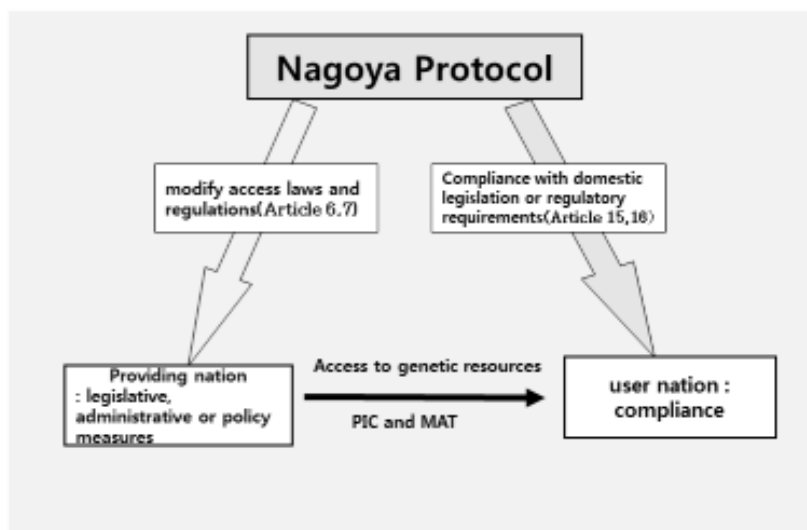 Nagoya Protocol
modify access laws and
regulations(Article 6,7)
Compliance with domestic
legislation or regulatory
requirements(Article 15,16)
Providing nation
: legislative,
administrative or policy
measures
Access to genetic resources
PIC and MAT
user nation :
compliance